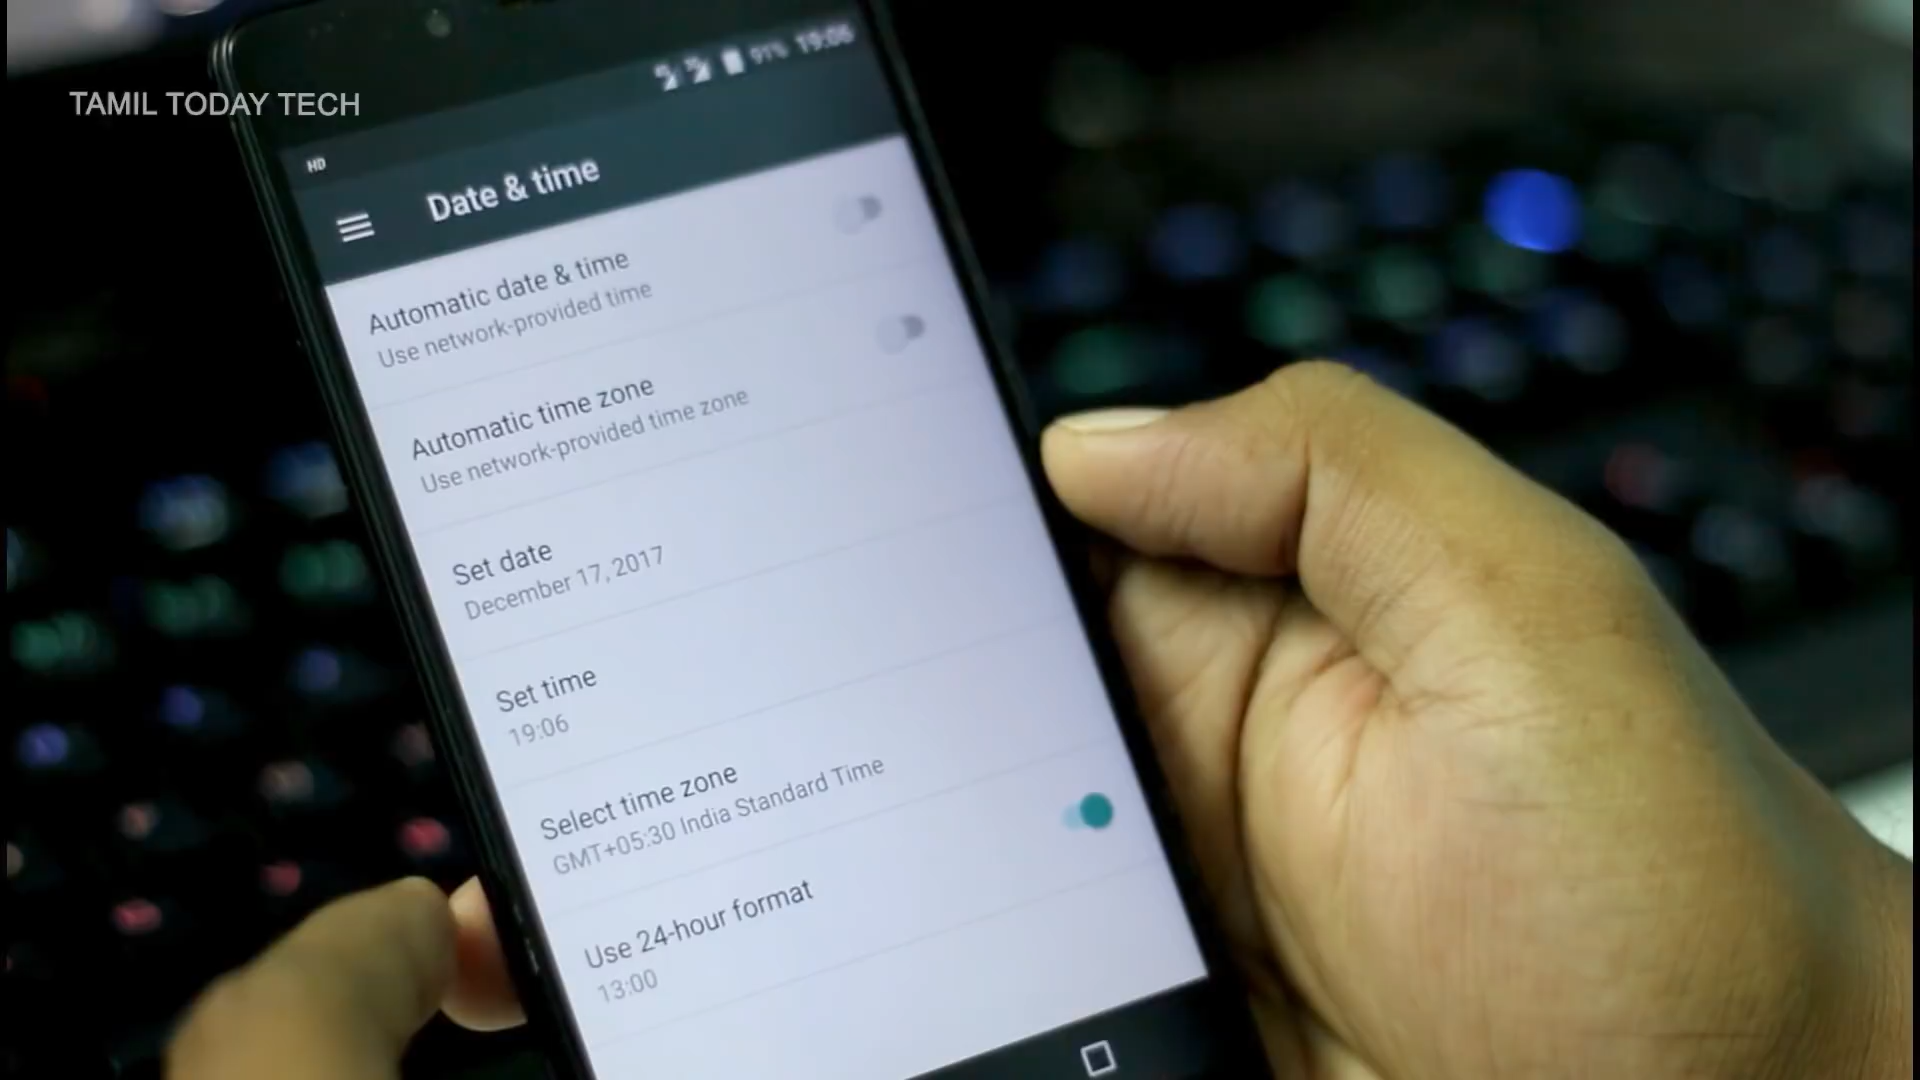 TAMIL TODAY TECH
91% 19:06
HD
Date & time
Automatic date & time
Use network-provided time
Automatic time zone
Use network-provided time zone
Set date
December 17, 2017
Set time
19:06
Select time zone
GMT+05:30 India Standard Time
Use 24-hour format
13:00